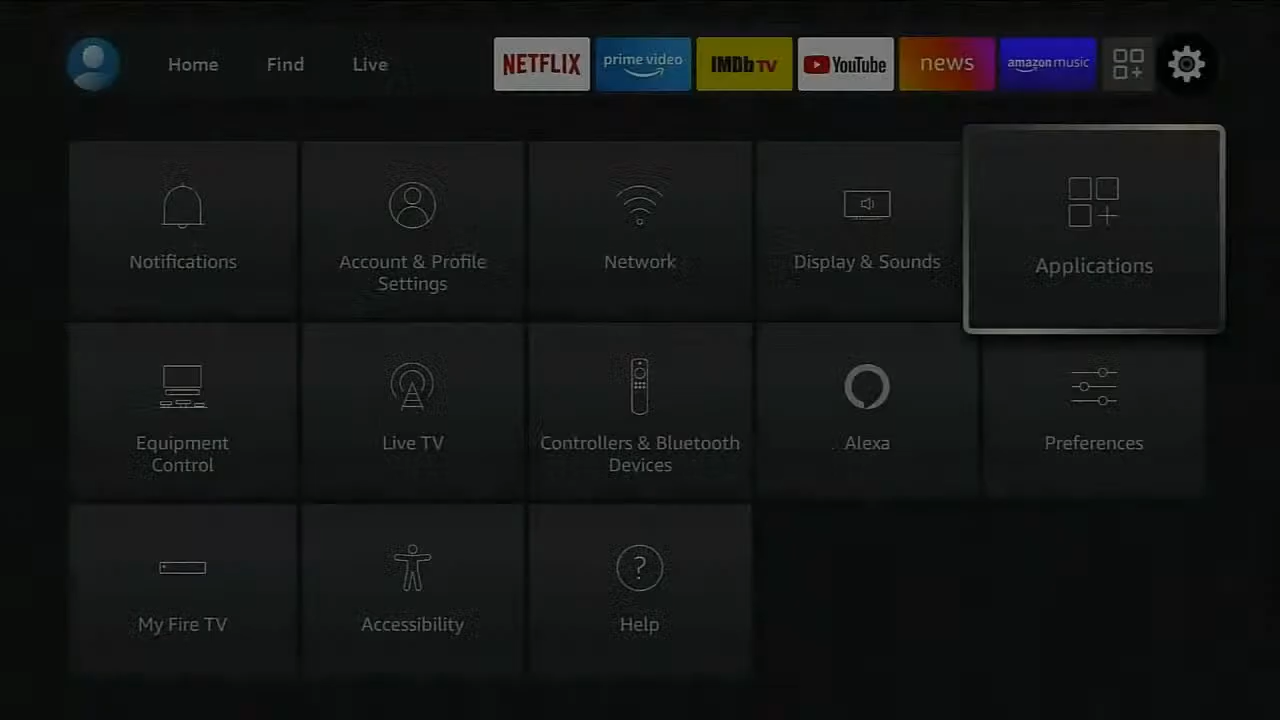 Home Find Live NETFLIX prime video IMDb TV YouTube news amazon music
Notifications
Account & Profile
Settings
Network
Display & Sounds
Applications
Equipment
Control
Live TV
Controllers & Bluetooth
Devices
Alexa
Preferences
My Fire TV
Accessibility
Help